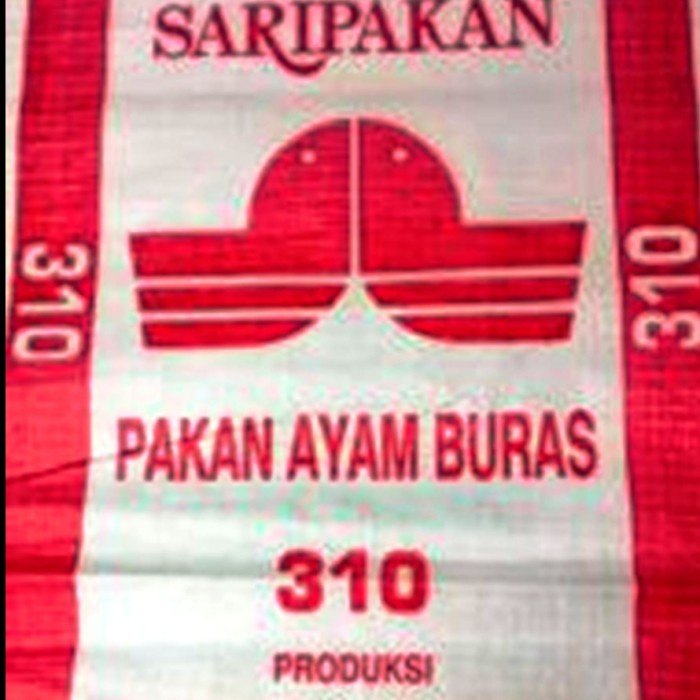 SARIPAKAN
310
310
PAKAN AYAM BURAS
310
PRODUKSI